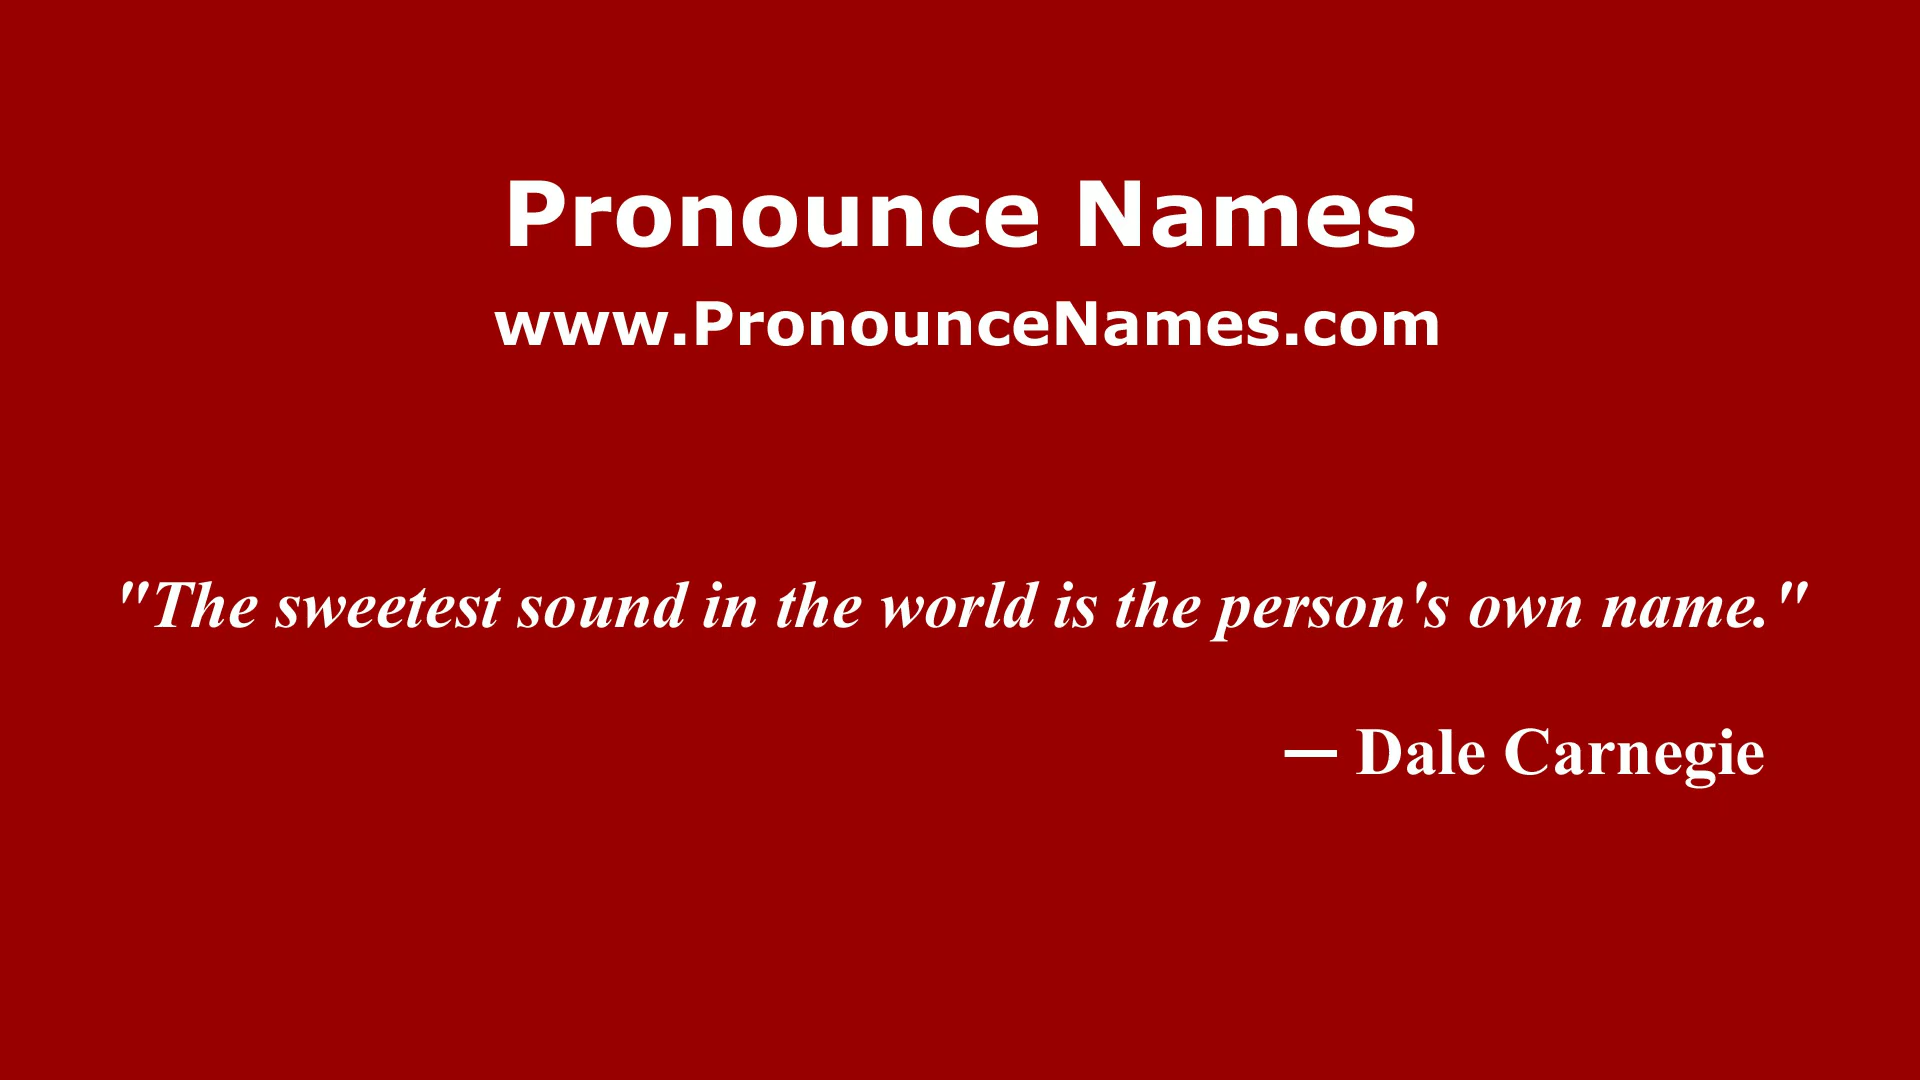 Pronounce Names
www.PronounceNames.com
"The sweetest sound in the world is the person's own name."
— Dale Carnegie